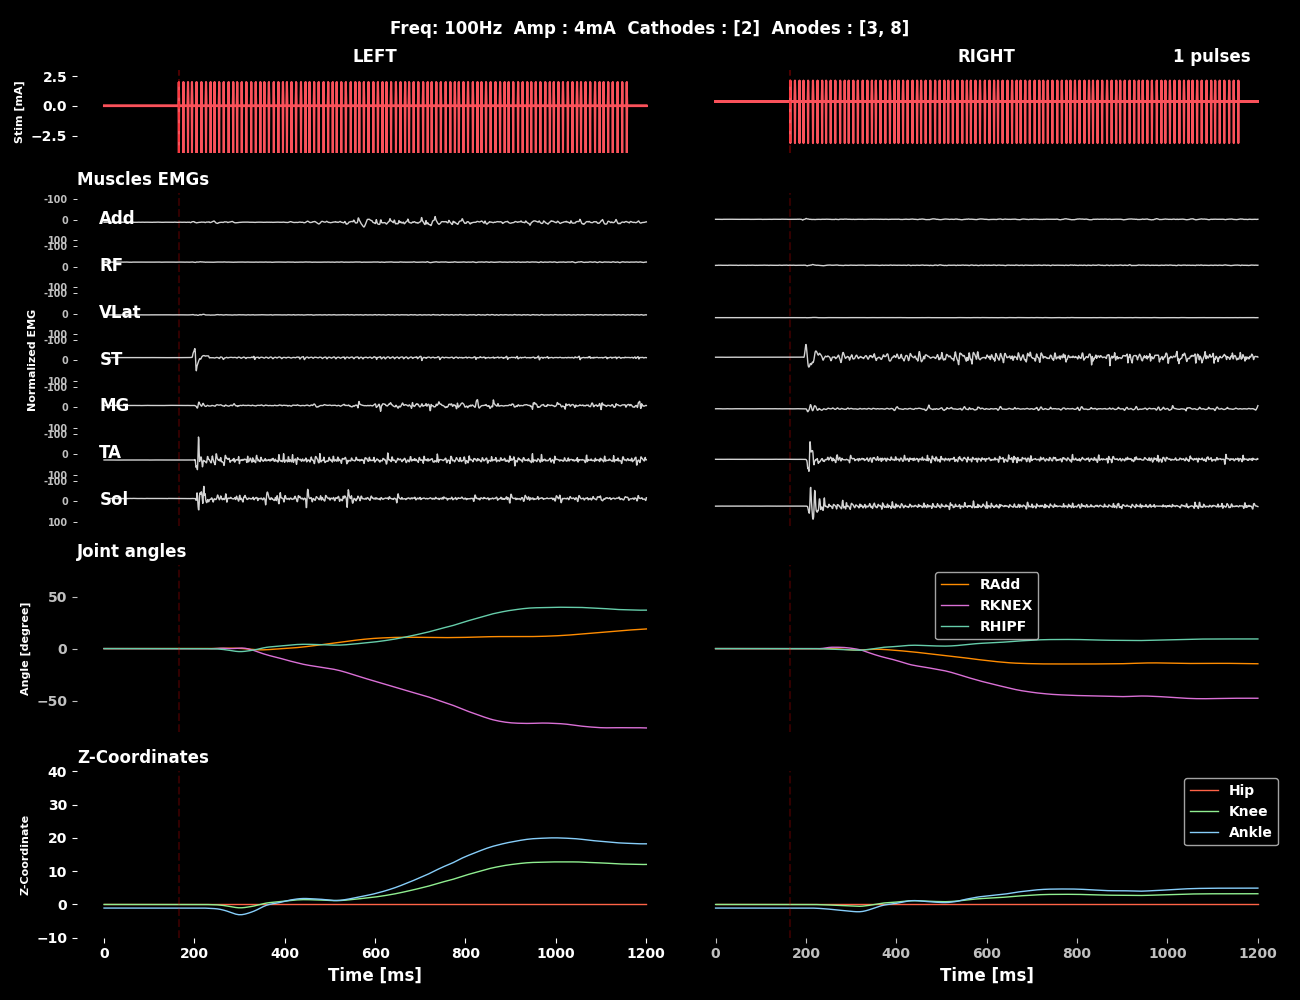 Freq: 100Hz  Amp : 4mA  Cathodes : [2]  Anodes : [3, 8]
LEFT
RIGHT
1 pulses
Stim [mA]
2.5
0.0
−2.5
Muscles EMGs
Normalized EMG
-100
Add
0
100
-100
RF
0
100
-100
VLat
0
100
-100
ST
0
100
-100
MG
0
100
-100
TA
0
100
-100
Sol
0
100
Joint angles
Angle [degree]
50
0
−50
RAdd
RKNEX
RHIPF
Z-Coordinates
Z-Coordinate
40
30
20
10
0
−10
Hip
Knee
Ankle
0 200 400 600 800 1000 1200
Time [ms]
0 200 400 600 800 1000 1200
Time [ms]